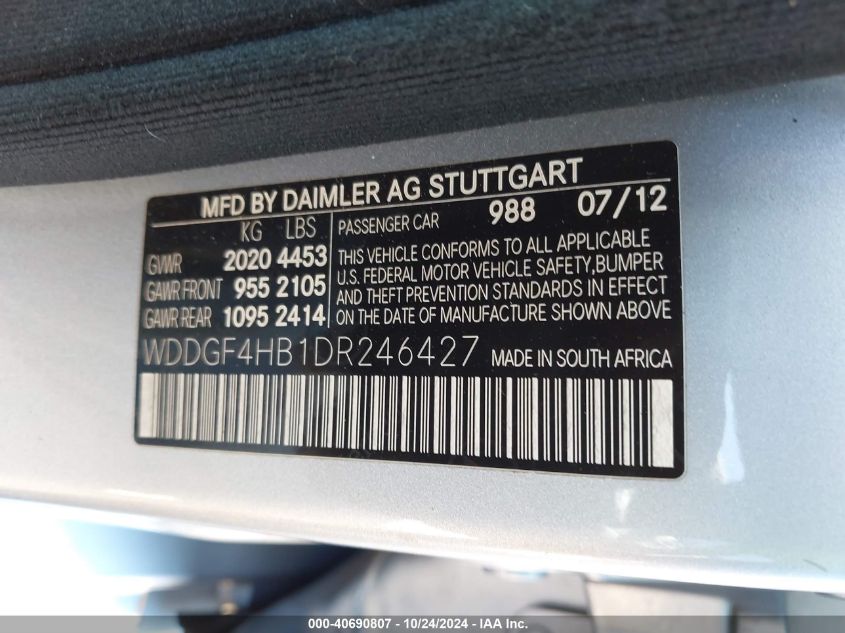 MFD BY DAIMLER AG STUTTGART
KG LBS PASSENGER CAR 988 07/12
GVWR 2020 4453 THIS VEHICLE CONFORMS TO ALL APPLICABLE
U.S. FEDERAL MOTOR VEHICLE SAFETY,BUMPER
GAWR FRONT 955 2105 AND THEFT PREVENTION STANDARDS IN EFFECT
GAWR REAR 1095 2414 ON THE DATE OF MANUFACTURE SHOWN ABOVE
WDDGF4HB1DR246427 MADE IN SOUTH AFRICA
000-40690807 - 10/24/2024 - IAA Inc.